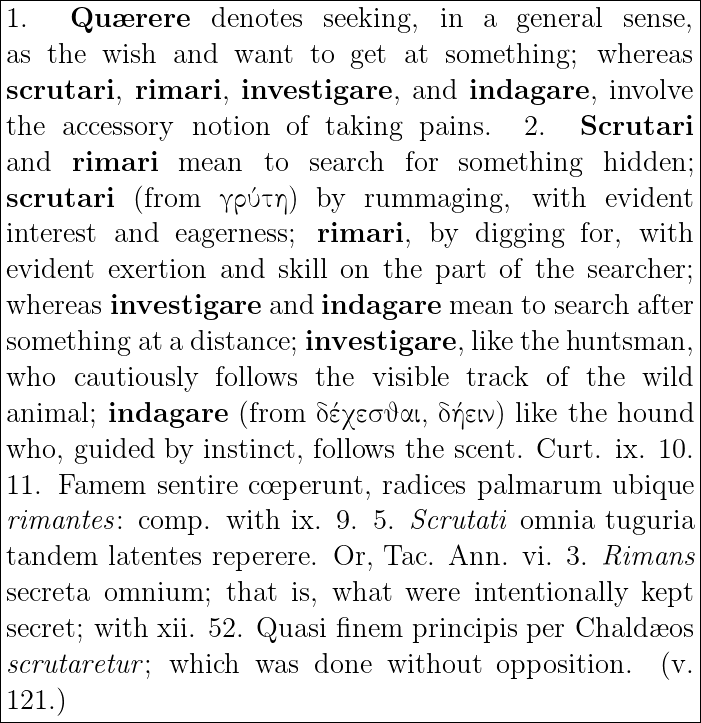 1. Quærere denotes seeking, in a general sense,
as the wish and want to get at something; whereas
scrutari, rimari, investigare, and indagare, involve
the accessory notion of taking pains. 2. Scrutari
and rimari mean to search for something hidden;
scrutari (from γρύτη) by rummaging, with evident
interest and eagerness; rimari, by digging for, with
evident exertion and skill on the part of the searcher;
whereas investigare and indagare mean to search after
something at a distance; investigare, like the huntsman,
who cautiously follows the visible track of the wild
animal; indagare (from δέχεσϑαι, δήειν) like the hound
who, guided by instinct, follows the scent. Curt. ix. 10.
11. Famem sentire cœperunt, radices palmarum ubique
rimantes: comp. with ix. 9. 5. Scrutati omnia tuguria
tandem latentes reperere. Or, Tac. Ann. vi. 3. Rimans
secreta omnium; that is, what were intentionally kept
secret; with xii. 52. Quasi finem principis per Chaldæos
scrutaretur; which was done without opposition. (v.
121.)